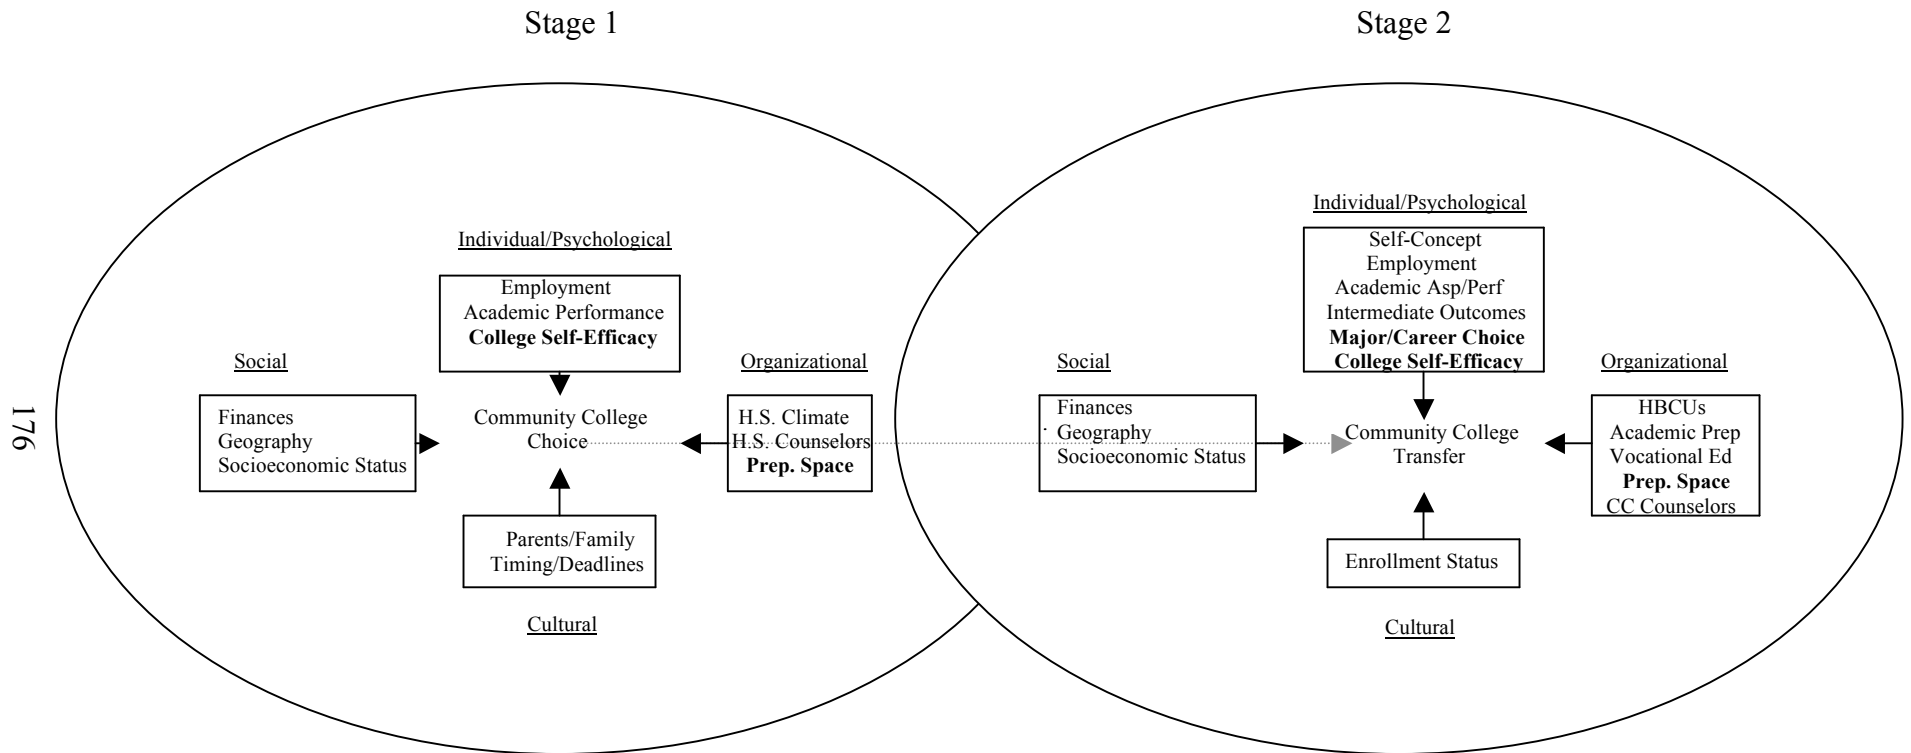 Stage 1
Stage 2
Individual/Psychological
Employment
Academic Performance
College Self-Efficacy
Social
Finances
Geography
Socioeconomic Status
Community College
Choice
Organizational
H.S. Climate
H.S. Counselors
Prep. Space
Parents/Family
Timing/Deadlines
Cultural
Individual/Psychological
Self-Concept
Employment
Academic Asp/Perf
Intermediate Outcomes
Major/Career Choice
College Self-Efficacy
Social
Finances
Geography
Socioeconomic Status
Community College
Transfer
Organizational
HBCUs
Academic Prep
Vocational Ed
Prep. Space
CC Counselors
Enrollment Status
Cultural
176